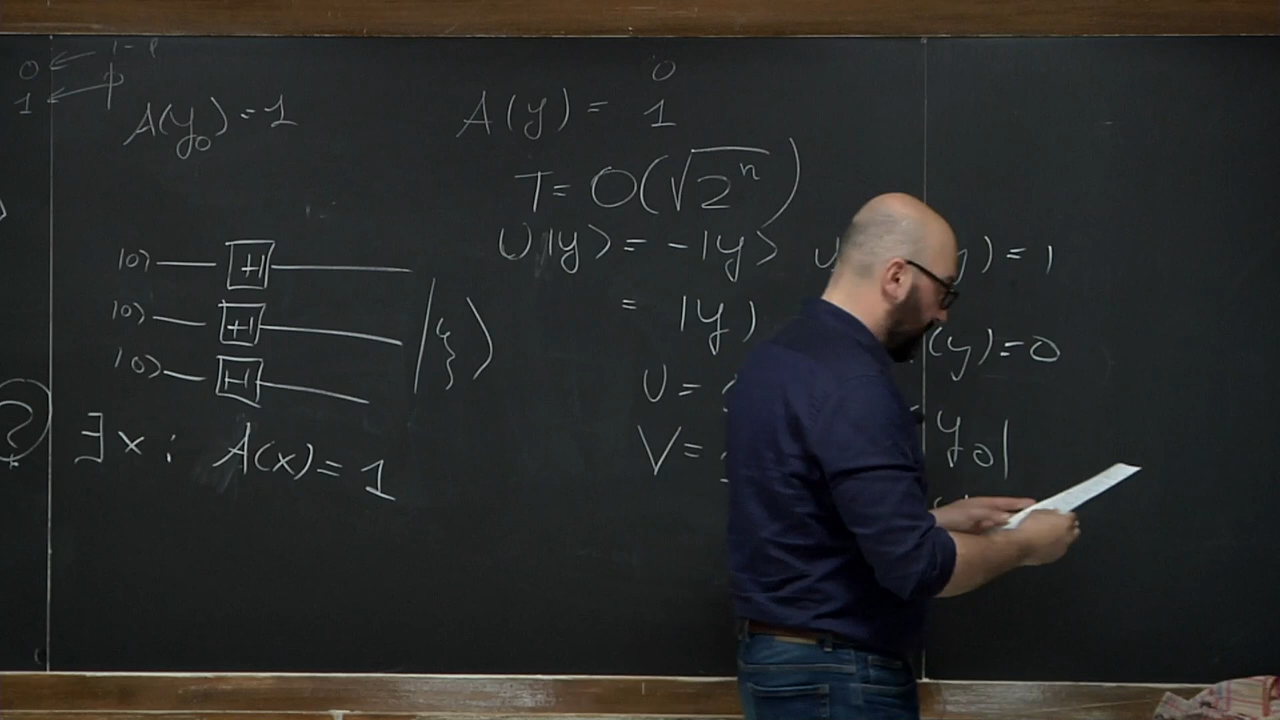 0 ← 1-p
1 ← p
A(y₀)=1
0
A(y) = 1
T= O(√2ⁿ)
U|y⟩ = -|y⟩ y)=1
= |y⟩ (y)=0
|0⟩ — H
|0⟩ — H
|0⟩ — H
|ξ⟩
U=
y₀|
V=
?
∃x: A(x)=1